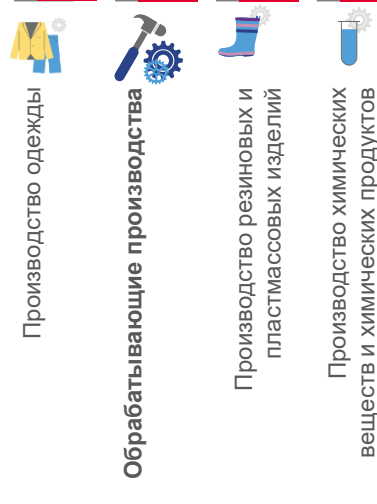 Производство одежды
Обрабатывающие производства
Производство резиновых и
пластмассовых изделий
Производство химических
веществ и химических продуктов